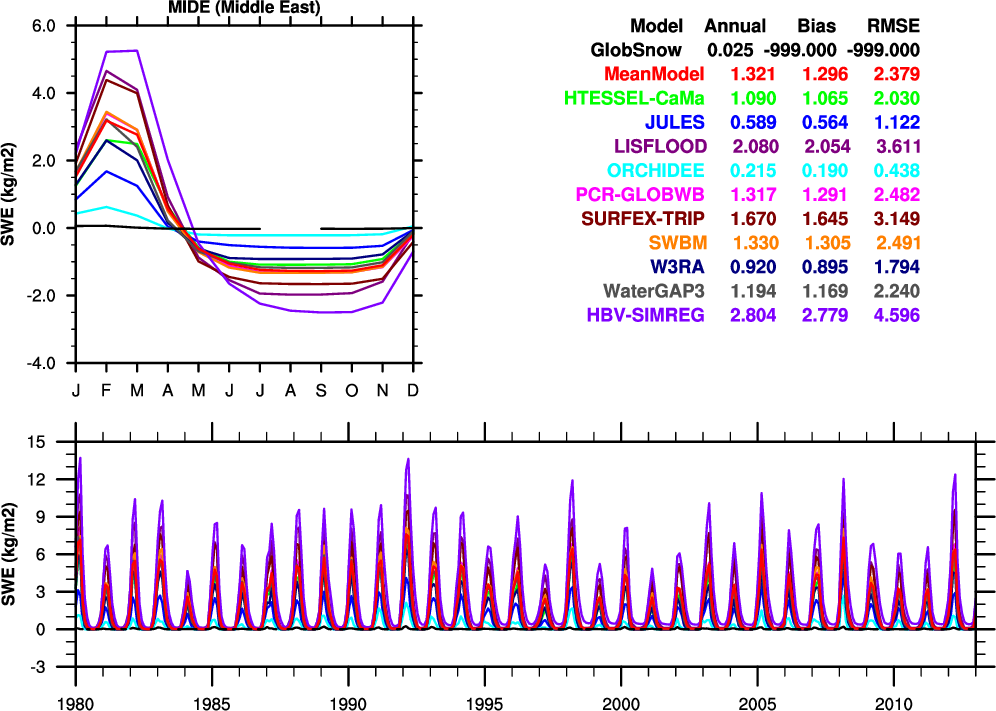 MIDE (Middle East)
6.0
4.0
2.0
0.0
-2.0
-4.0
SWE (kg/m2)
J F M A M J J A S O N D
Model Annual Bias RMSE
GlobSnow 0.025 -999.000 -999.000
MeanModel 1.321 1.296 2.379
HTESSEL-CaMa 1.090 1.065 2.030
JULES 0.589 0.564 1.122
LISFLOOD 2.080 2.054 3.611
ORCHIDEE 0.215 0.190 0.438
PCR-GLOBWB 1.317 1.291 2.482
SURFEX-TRIP 1.670 1.645 3.149
SWBM 1.330 1.305 2.491
W3RA 0.920 0.895 1.794
WaterGAP3 1.194 1.169 2.240
HBV-SIMREG 2.804 2.779 4.596
15
12
9
6
3
0
-3
SWE (kg/m2)
1980 1985 1990 1995 2000 2005 2010